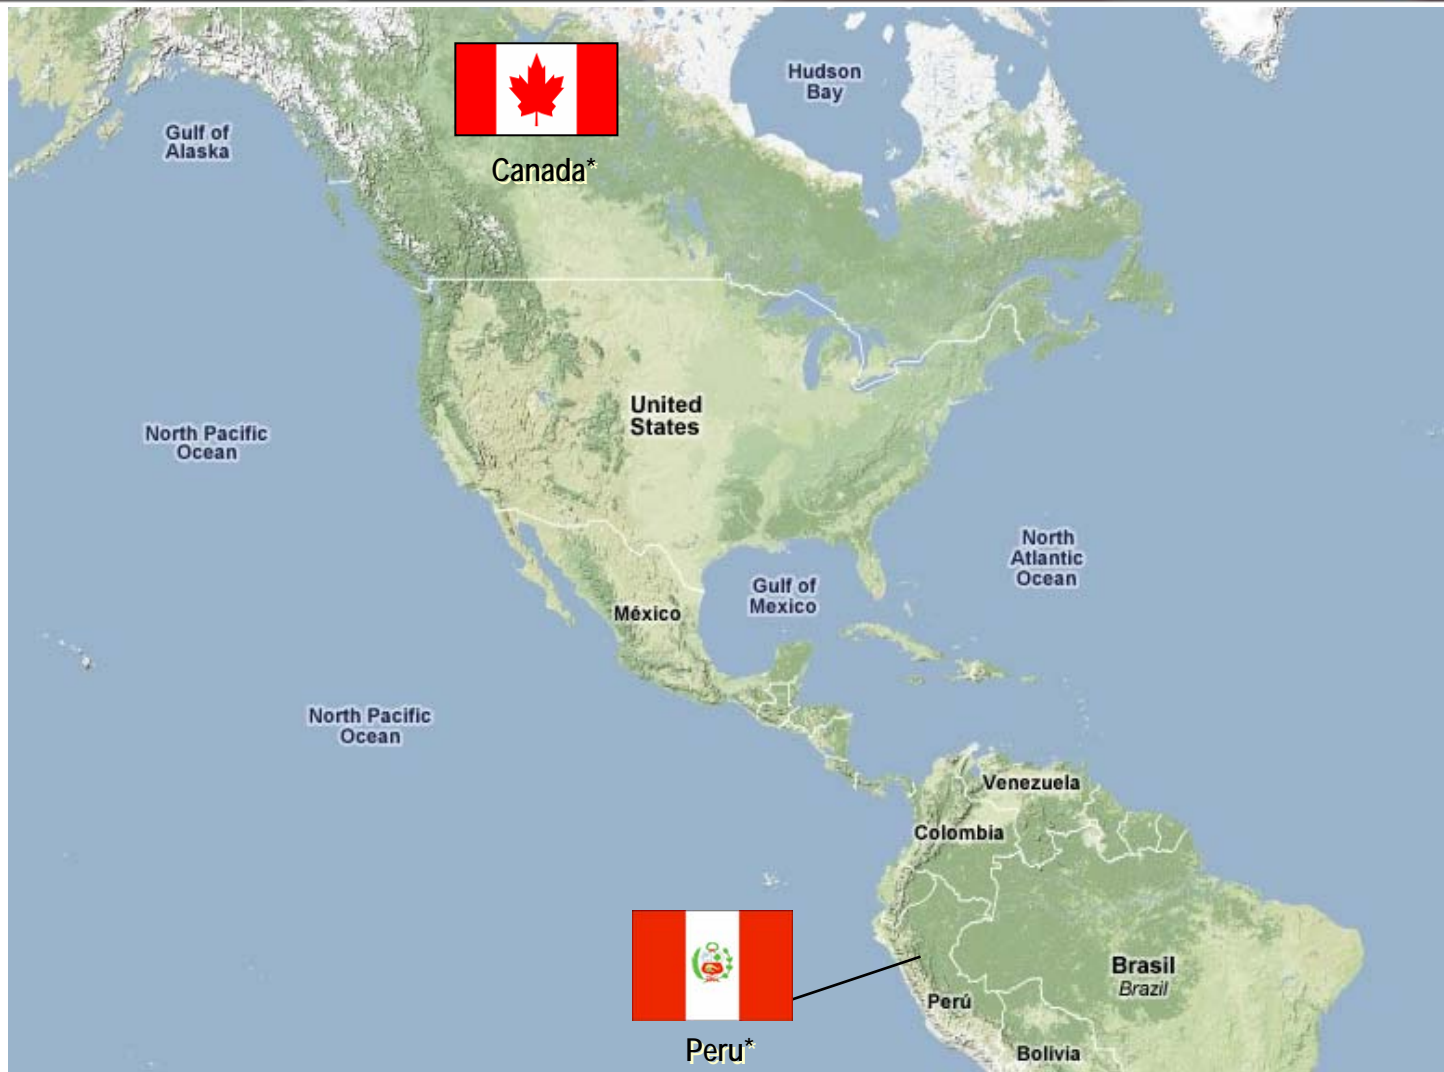 Hudson
Bay
Gulf of
Alaska
Canada*
United
States
North Pacific
Ocean
North
Atlantic
Ocean
Gulf of
Mexico
México
North Pacific
Ocean
Venezuela
Colombia
Brasil
Brazil
Perú
Peru*
Bolivia